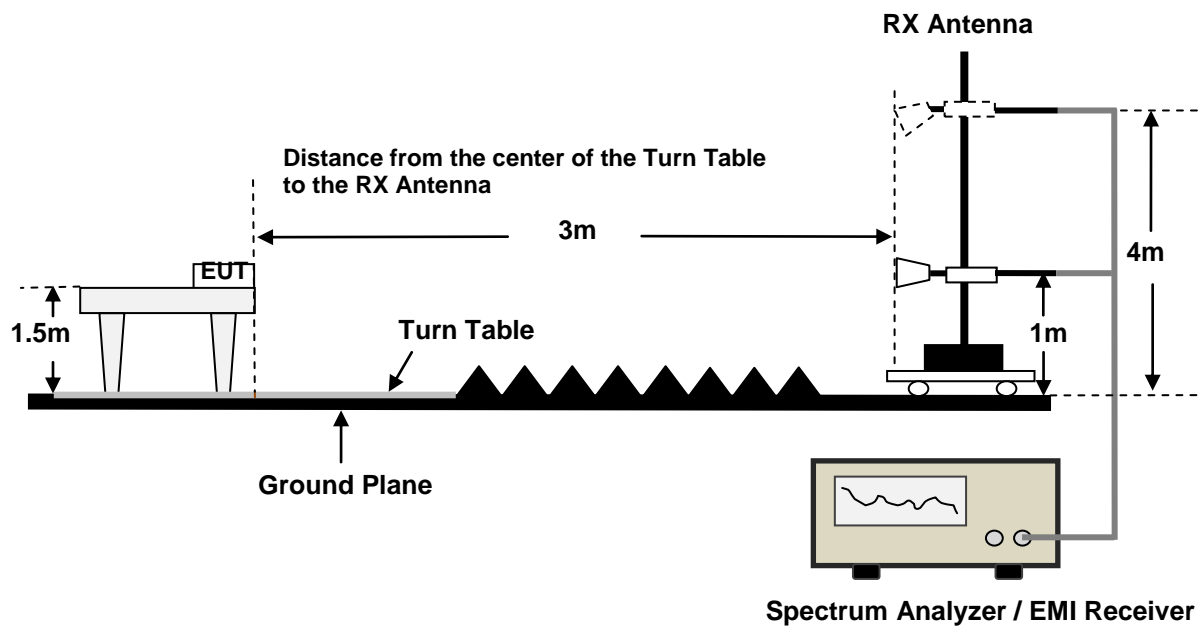 RX Antenna
Distance from the center of the Turn Table
to the RX Antenna
3m
4m
EUT
1.5m
Turn Table
1m
Ground Plane
Spectrum Analyzer / EMI Receiver